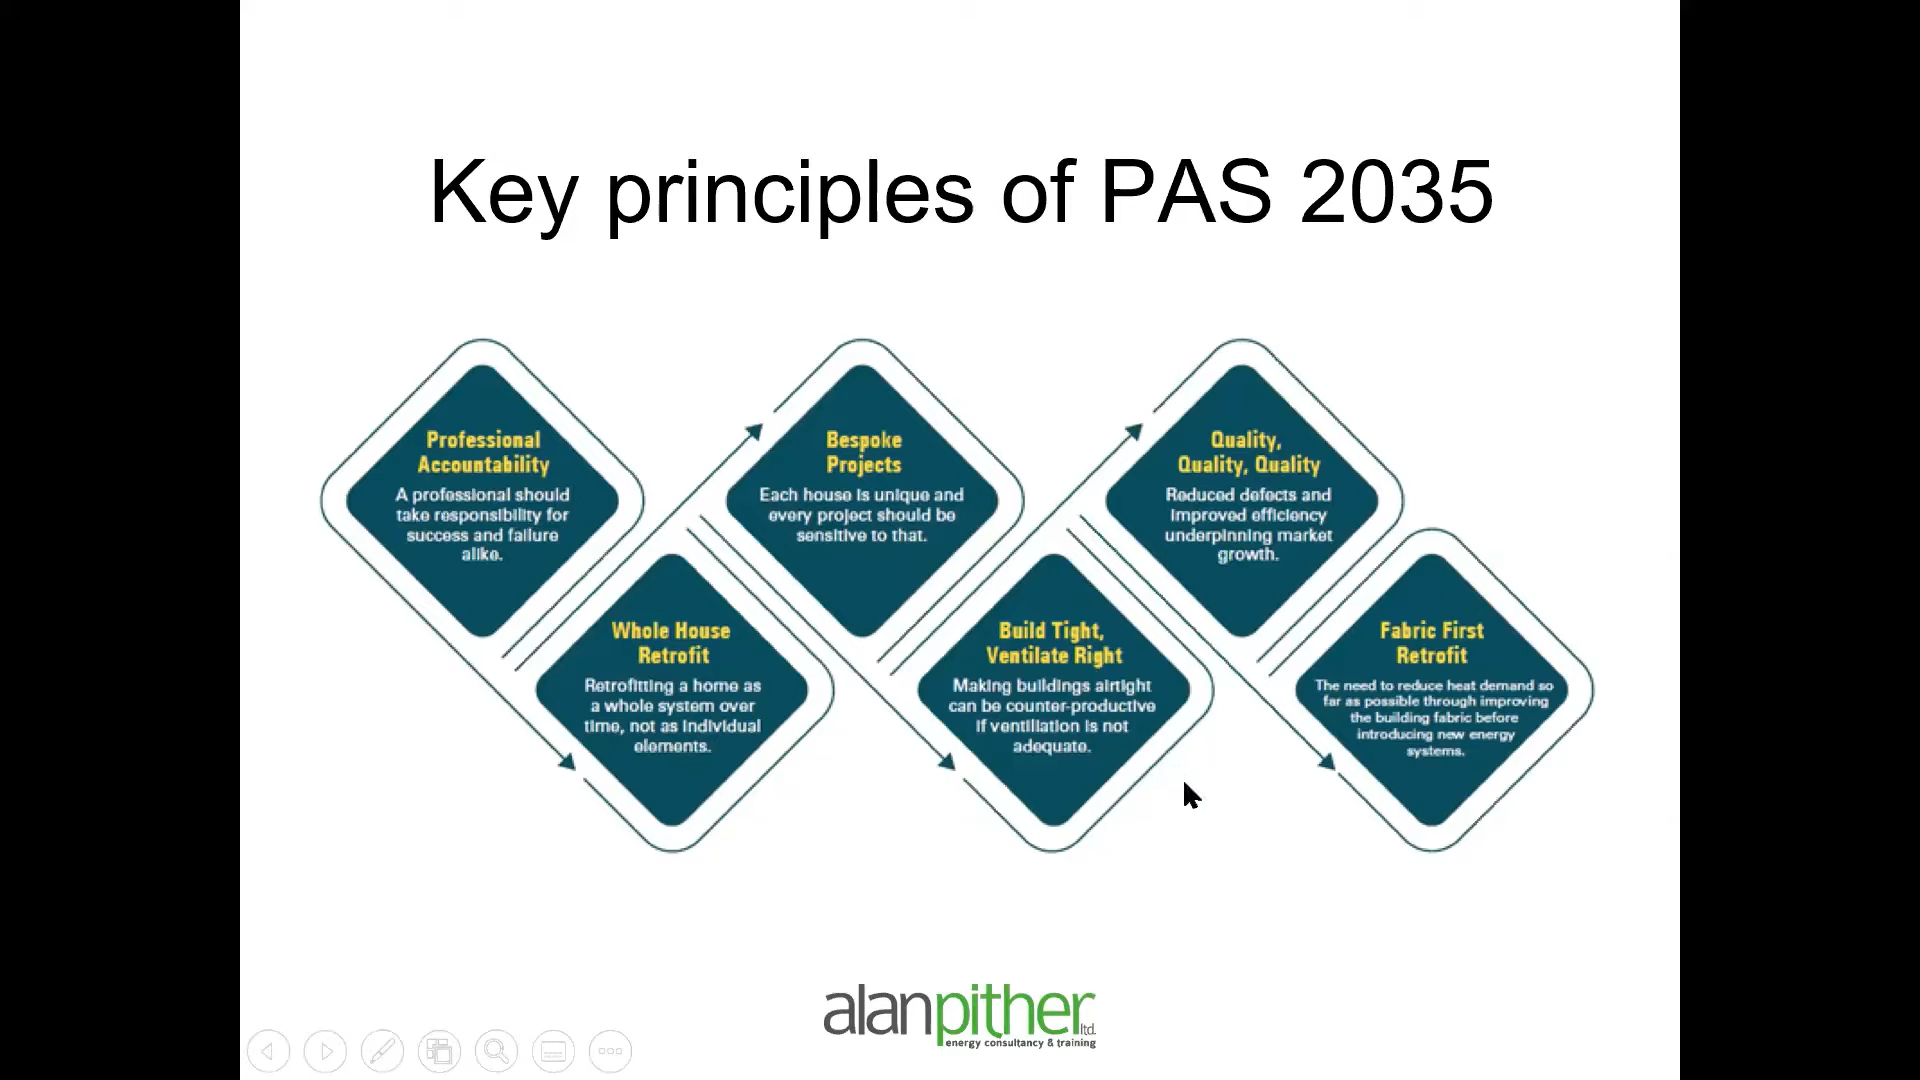 Key principles of PAS 2035
Professional
Accountability
A professional should
take responsibility for
success and failure
alike.
Whole House
Retrofit
Retrofitting a home as
a whole system over
time, not as individual
elements.
Bespoke
Projects
Each house is unique and
every project should be
sensitive to that.
Build Tight,
Ventilate Right
Making buildings airtight
can be counter-productive
if ventilation is not
adequate.
Quality,
Quality, Quality
Reduced defects and
improved efficiency
underpinning market
growth.
Fabric First
Retrofit
The need to reduce heat demand so
far as possible through improving
the building fabric before
introducing new energy
systems.
alanpither ltd.
energy consultancy & training